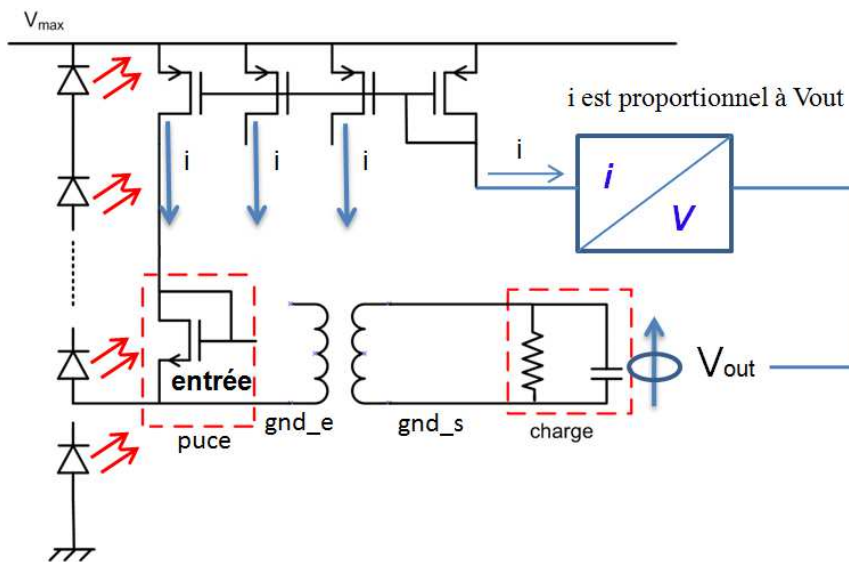 Vmax
i est proportionnel à Vout
i
i
i
i
i
V
entrée
puce
gnd_e
gnd_s
charge
Vout